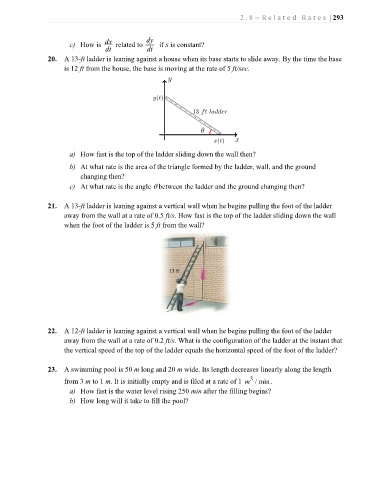 2.8 – Related Rates | 293
c) How is dx/dt related to dy/dt if s is constant?
20. A 13-ft ladder is leaning against a house when its base starts to slide away. By the time the base
is 12 ft from the house, the base is moving at the rate of 5 ft/sec.
y
y(t)
13 ft ladder
θ
x(t) x
a) How fast is the top of the ladder sliding down the wall then?
b) At what rate is the area of the triangle formed by the ladder, wall, and the ground
changing then?
c) At what rate is the angle θ between the ladder and the ground changing then?
21. A 13-ft ladder is leaning against a vertical wall when he begins pulling the foot of the ladder
away from the wall at a rate of 0.5 ft/s. How fast is the top of the ladder sliding down the wall
when the foot of the ladder is 5 ft from the wall?
13 ft
22. A 12-ft ladder is leaning against a vertical wall when he begins pulling the foot of the ladder
away from the wall at a rate of 0.2 ft/s. What is the configuration of the ladder at the instant that
the vertical speed of the top of the ladder equals the horizontal speed of the foot of the ladder?
23. A swimming pool is 50 m long and 20 m wide. Its length decreases linearly along the length
from 3 m to 1 m. It is initially empty and is filed at a rate of 1 m³ / min.
a) How fast is the water level rising 250 min after the filling begins?
b) How long will it take to fill the pool?